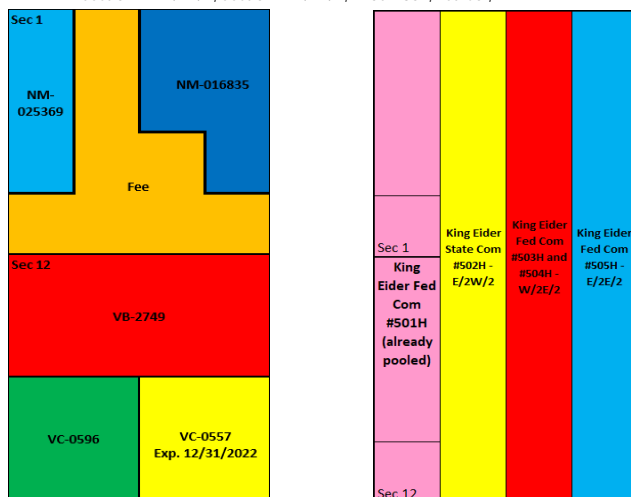 Sec 1
NM-
025369
NM-016835
Fee
Sec 12
VB-2749
VC-0596
VC-0557
Exp. 12/31/2022
Sec 1
King
Eider Fed
Com
#501H
(already
pooled)
Sec 12
King Eider
State Com
#502H -
E/2W/2
King Eider
Fed Com
#503H and
#504H -
W/2E/2
King Eider
Fed Com
#505H -
E/2E/2